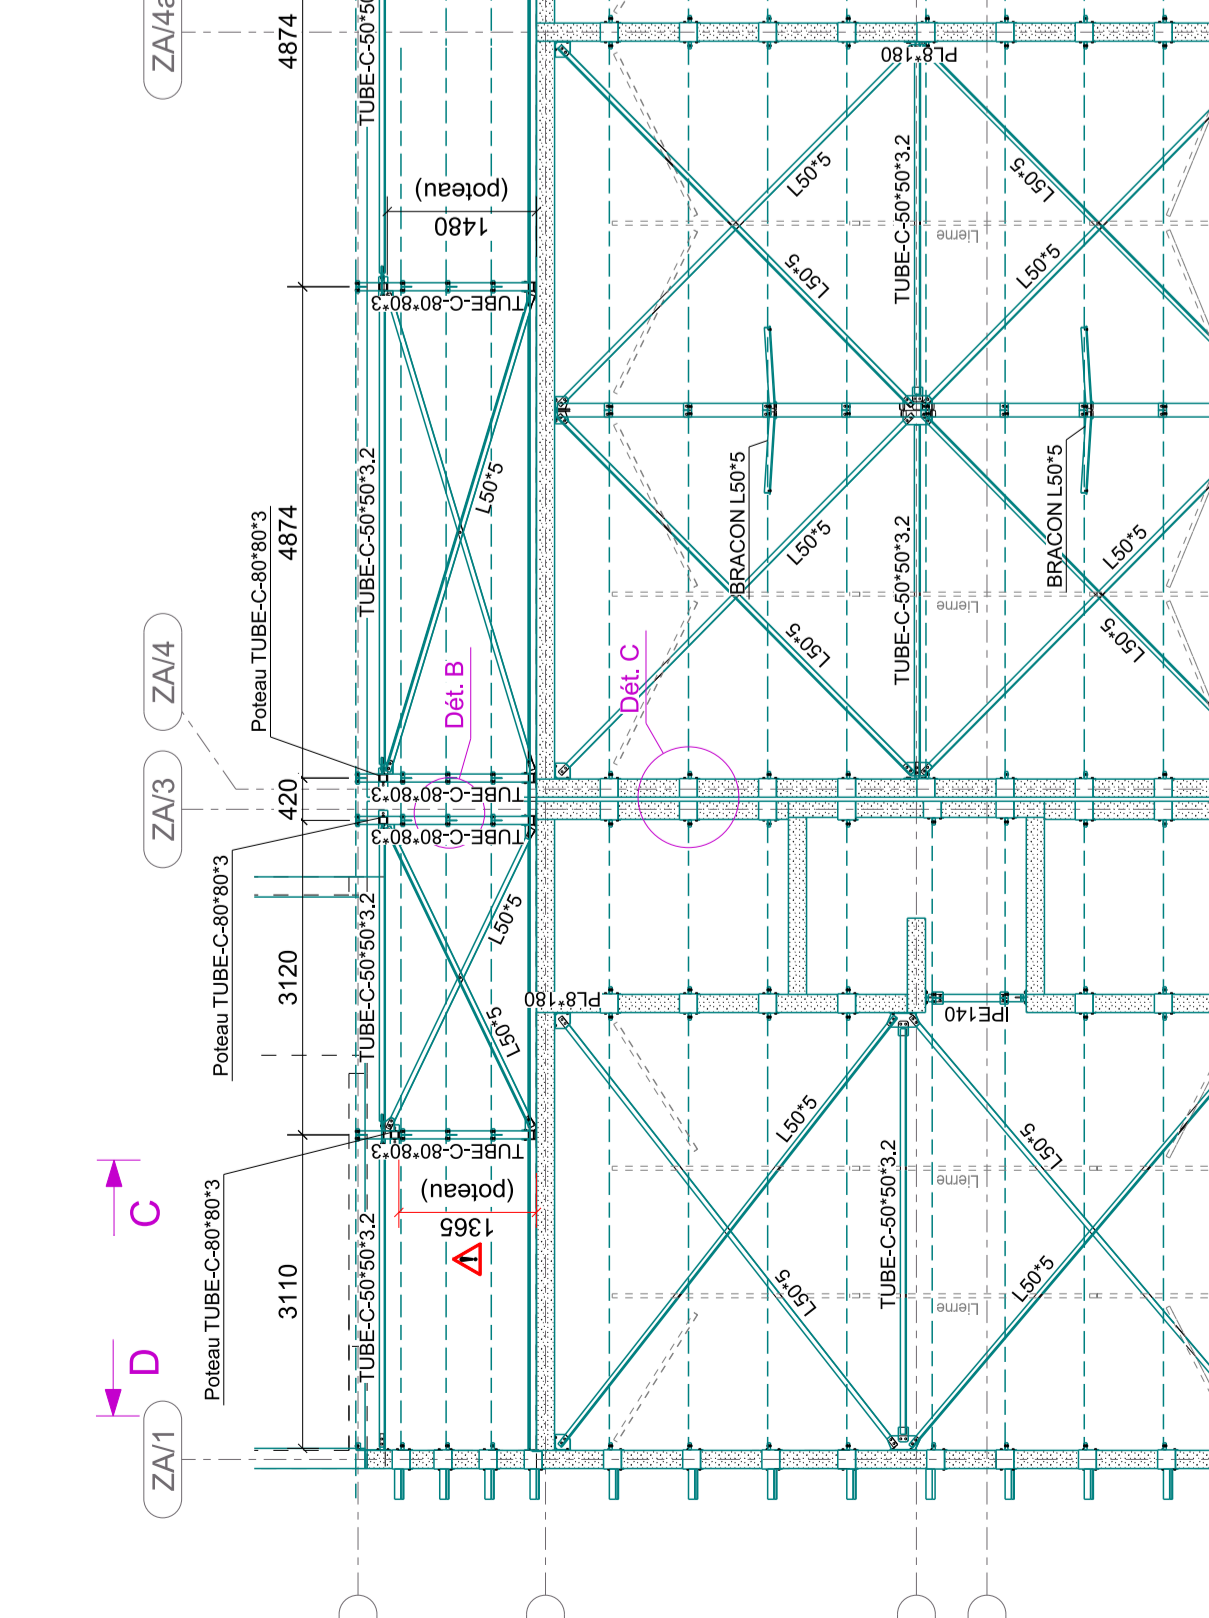 ZA/4a
4874
TUBE-C-50*50
PL8*180
1480
(poteau)
L50*5
L50*5
TUBE-C-50*50*3.2
Lierne
L50*5
L50*5
TUBE-C-80*80*3
Poteau TUBE-C-80*80*3
4874
TUBE-C-50*50*3.2
L50*5
BRACON L50*5
L50*5
L50*5
TUBE-C-50*50*3.2
Lierne
BRACON L50*5
L50*5
L50*5
ZA/4
Dét. B
Dét. C
TUBE-C-80*80*3
ZA/3
420
TUBE-C-80*80*3
Poteau TUBE-C-80*80*3
3120
TUBE-C-50*50*3.2
L50*5
L50*5
PL8*180
IPE140
TUBE-C-80*80*3
C
Poteau TUBE-C-80*80*3
1365
(poteau)
L50*5
L50*5
TUBE-C-50*50*3.2
Lierne
L50*5
L50*5
Lierne
D
3110
TUBE-C-50*50*3.2
ZA/1